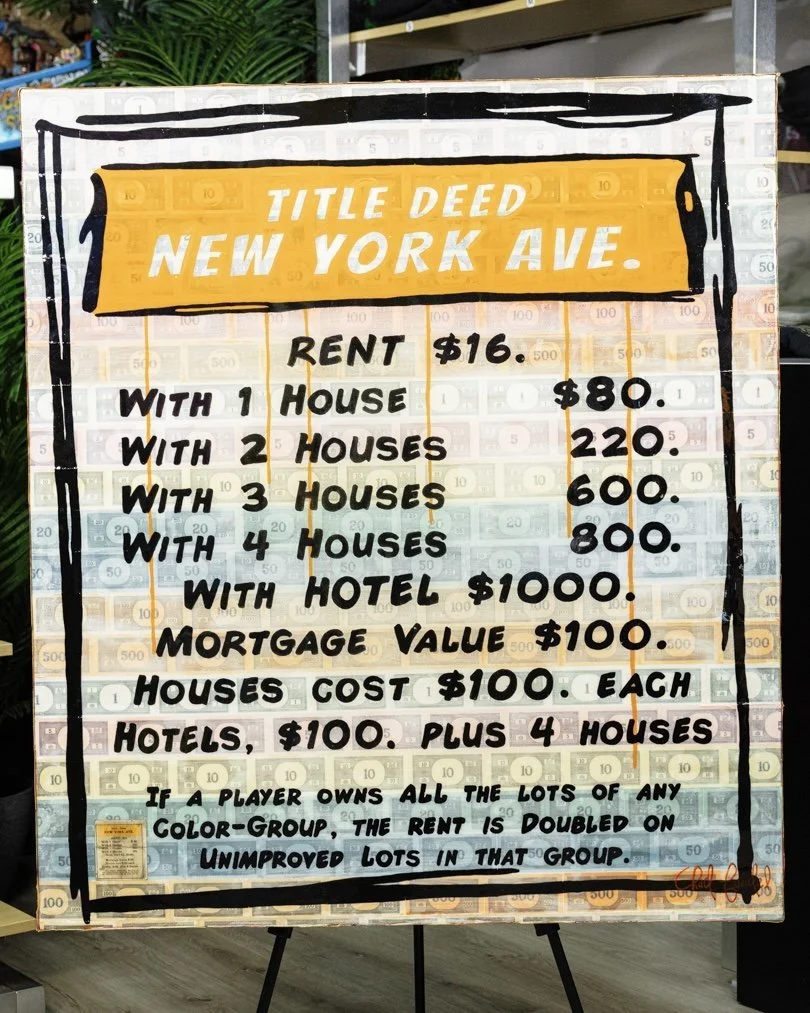 TITLE DEED
NEW YORK AVE.
RENT $16.
WITH 1 HOUSE $80.
WITH 2 HOUSES 220.
WITH 3 HOUSES 600.
WITH 4 HOUSES 800.
WITH HOTEL $1000.
MORTGAGE VALUE $100.
HOUSES COST $100. EACH
HOTELS, $100. PLUS 4 HOUSES
IF A PLAYER OWNS ALL THE LOTS OF ANY
COLOR-GROUP, THE RENT IS DOUBLED ON
UNIMPROVED LOTS IN THAT GROUP.